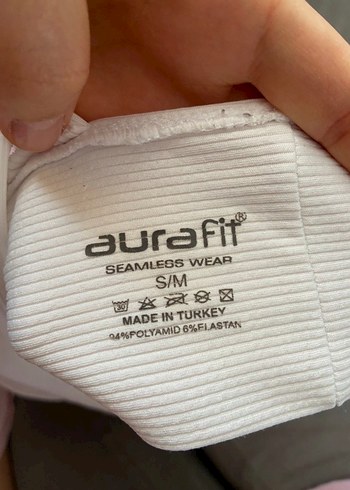 aurafit®
SEAMLESS WEAR
S/M
30
MADE IN TURKEY
94%POLYAMID 6%ELASTAN